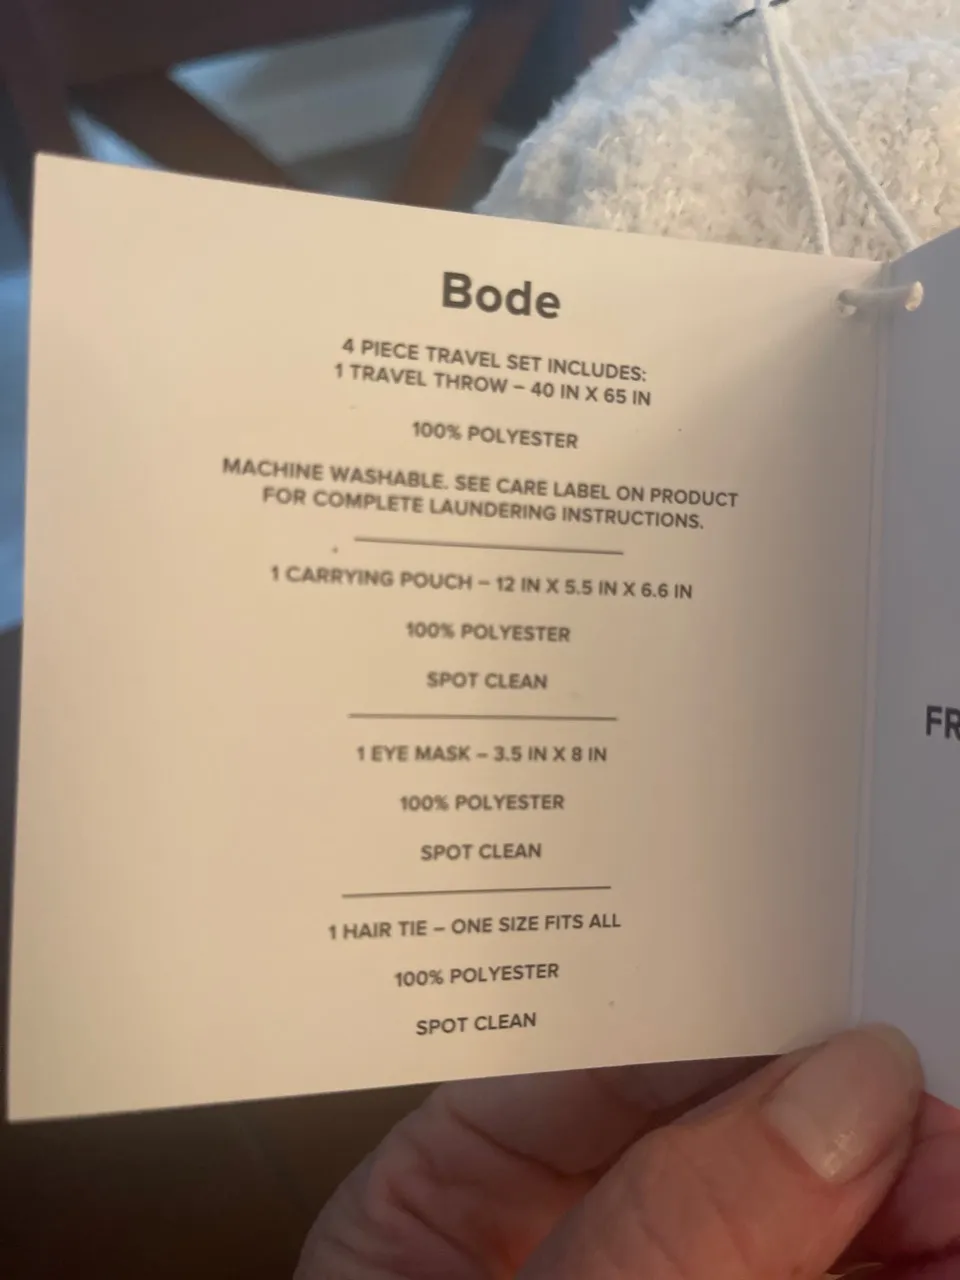 Bode
4 PIECE TRAVEL SET INCLUDES:
1 TRAVEL THROW – 40 IN X 65 IN
100% POLYESTER
MACHINE WASHABLE. SEE CARE LABEL ON PRODUCT
FOR COMPLETE LAUNDERING INSTRUCTIONS.
1 CARRYING POUCH – 12 IN X 5.5 IN X 6.6 IN
100% POLYESTER
SPOT CLEAN
1 EYE MASK – 3.5 IN X 8 IN
100% POLYESTER
SPOT CLEAN
1 HAIR TIE – ONE SIZE FITS ALL
100% POLYESTER
SPOT CLEAN
FR